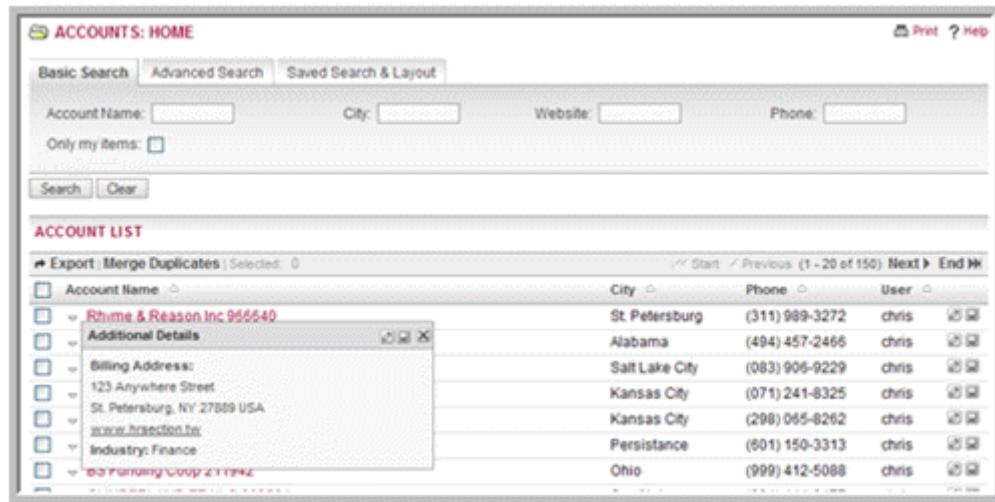 ACCOUNTS: HOME Print ? Help
Basic Search Advanced Search Saved Search & Layout
Account Name: City: Website: Phone:
Only my items:
Search Clear
ACCOUNT LIST
Export | Merge Duplicates | Selected: 0 Start Previous (1 - 20 of 150) Next End
Account Name City Phone User
Rhyme & Reason Inc 966640 St. Petersburg (311) 989-3272 chris
Additional Details
Alabama (494) 457-2466 chris
Billing Address: Salt Lake City (083) 906-9229 chris
123 Anywhere Street Kansas City (071) 241-8325 chris
St. Petersburg, NY 27889 USA
www.hrsection.tw Kansas City (298) 065-8262 chris
Industry: Finance Persistance (601) 150-3313 chris
BS Funding Coop 211942 Ohio (999) 412-5088 chris